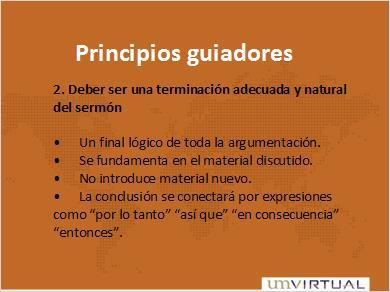 Principios guiadores
2. Deber ser una terminación adecuada y natural
del sermón
• Un final lógico de toda la argumentación.
• Se fundamenta en el material discutido.
• No introduce material nuevo.
• La conclusión se conectará por expresiones
como “por lo tanto” “así que” “en consecuencia”
“entonces”.
umVIRTUAL